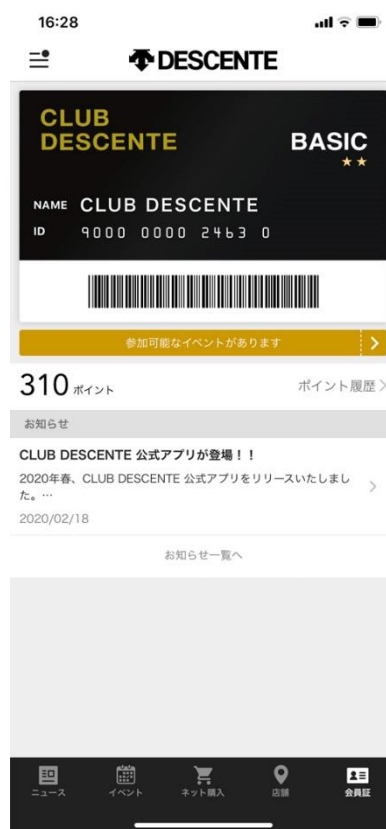 16:28
DESCENTE
CLUB
DESCENTE
BASIC
NAME CLUB DESCENTE
ID 9000 0000 2463 0
参加可能なイベントがあります
310 ポイント
ポイント履歴
お知らせ
CLUB DESCENTE 公式アプリが登場！！
2020年春、CLUB DESCENTE 公式アプリをリリースいたしまし
た。…
2020/02/18
お知らせ一覧へ
ニュース
イベント
ネット購入
店舗
会員証